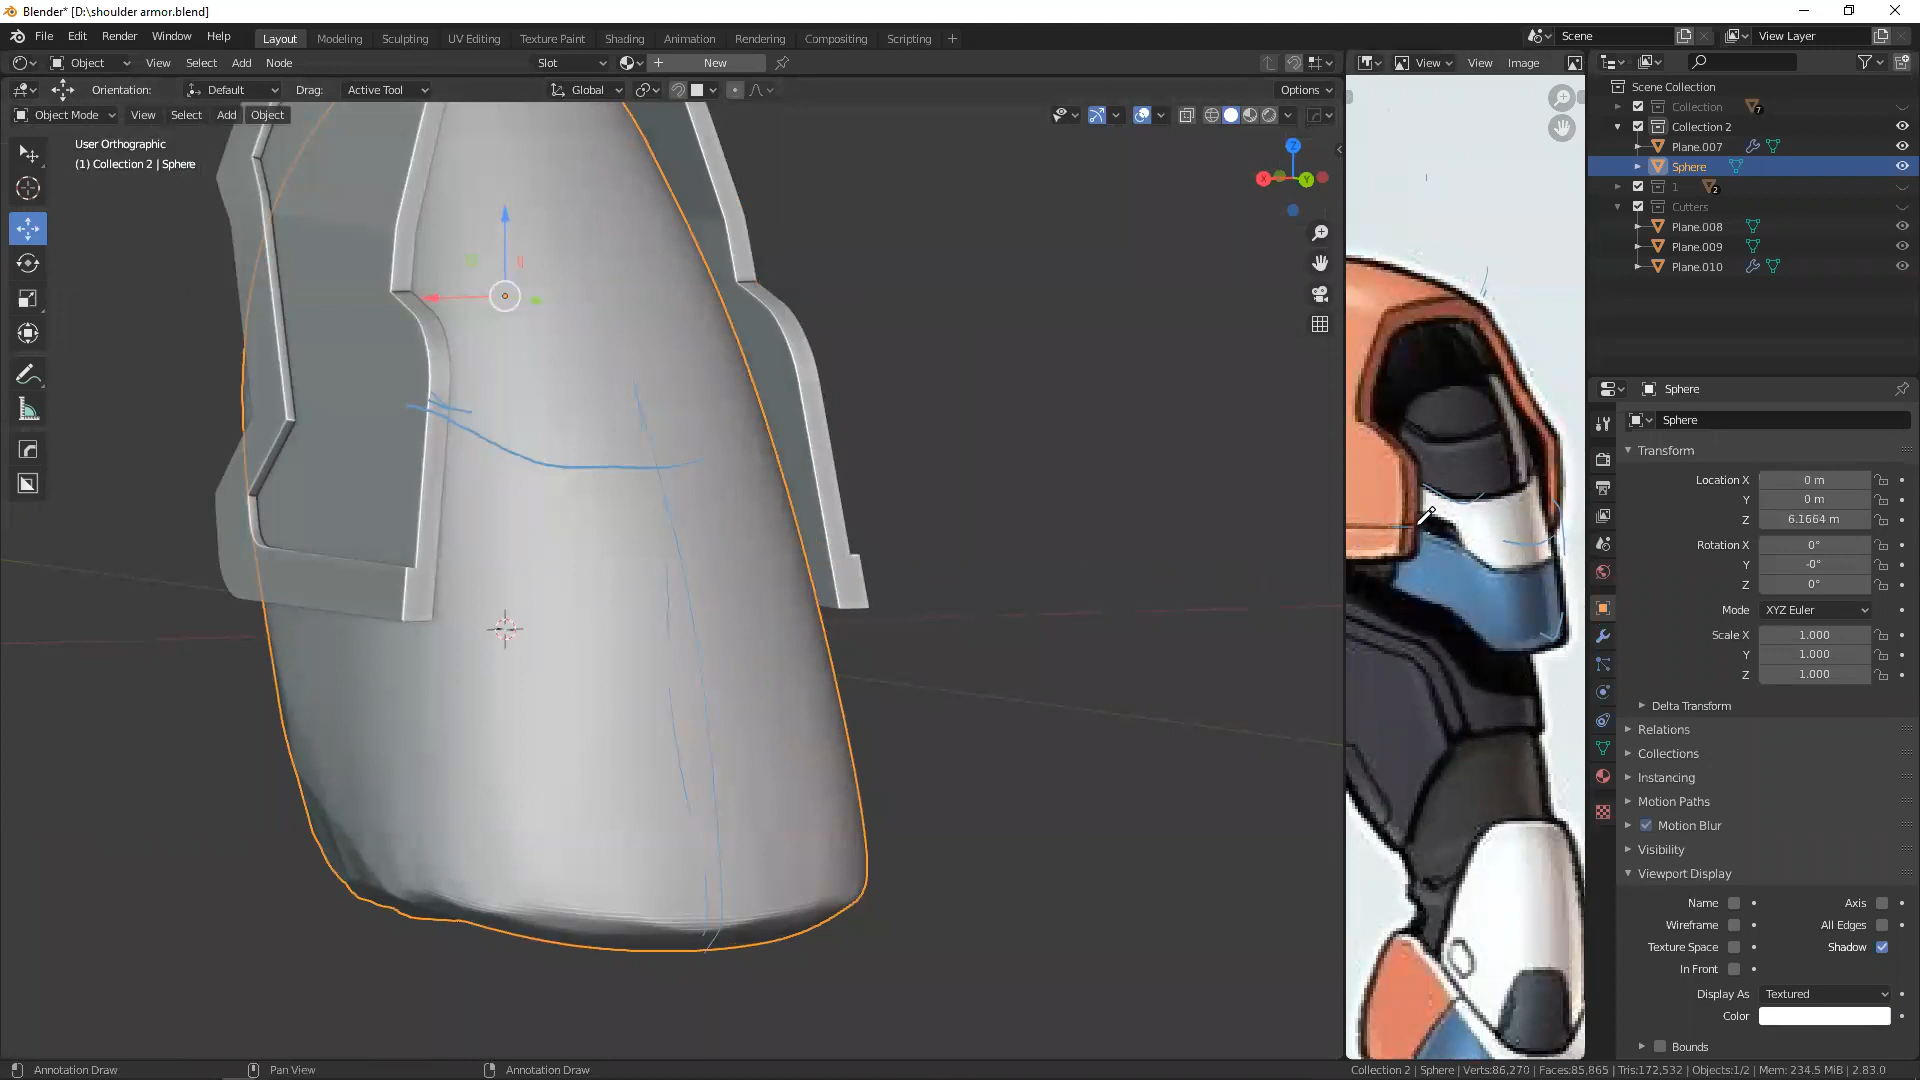 Blender* [D:\shoulder armor.blend]
File Edit Render Window Help
Layout Modeling Sculpting UV Editing Texture Paint Shading Animation Rendering Compositing Scripting +
Scene
View Layer
Object View Select Add Node
Slot
New
View View Image
Orientation: Default Drag: Active Tool
Global
Options
Object Mode View Select Add Object
User Orthographic
(1) Collection 2 | Sphere
Z
X
Y
Scene Collection
Collection 7
Collection 2
Plane.007
Sphere
1 2
Cutters
Plane.008
Plane.009
Plane.010
Sphere
Sphere
Transform
Location X 0 m
Y 0 m
Z 6.1664 m
Rotation X 0°
Y -0°
Z 0°
Mode XYZ Euler
Scale X 1.000
Y 1.000
Z 1.000
Delta Transform
Relations
Collections
Instancing
Motion Paths
Motion Blur
Visibility
Viewport Display
Name Axis
Wireframe All Edges
Texture Space Shadow
In Front
Display As Textured
Color
Bounds
Annotation Draw Pan View Annotation Draw
Collection 2 | Sphere | Verts:86,270 | Faces:85,865 | Tris:172,532 | Objects:1/2 | Mem: 234.5 MiB | 2.83.0